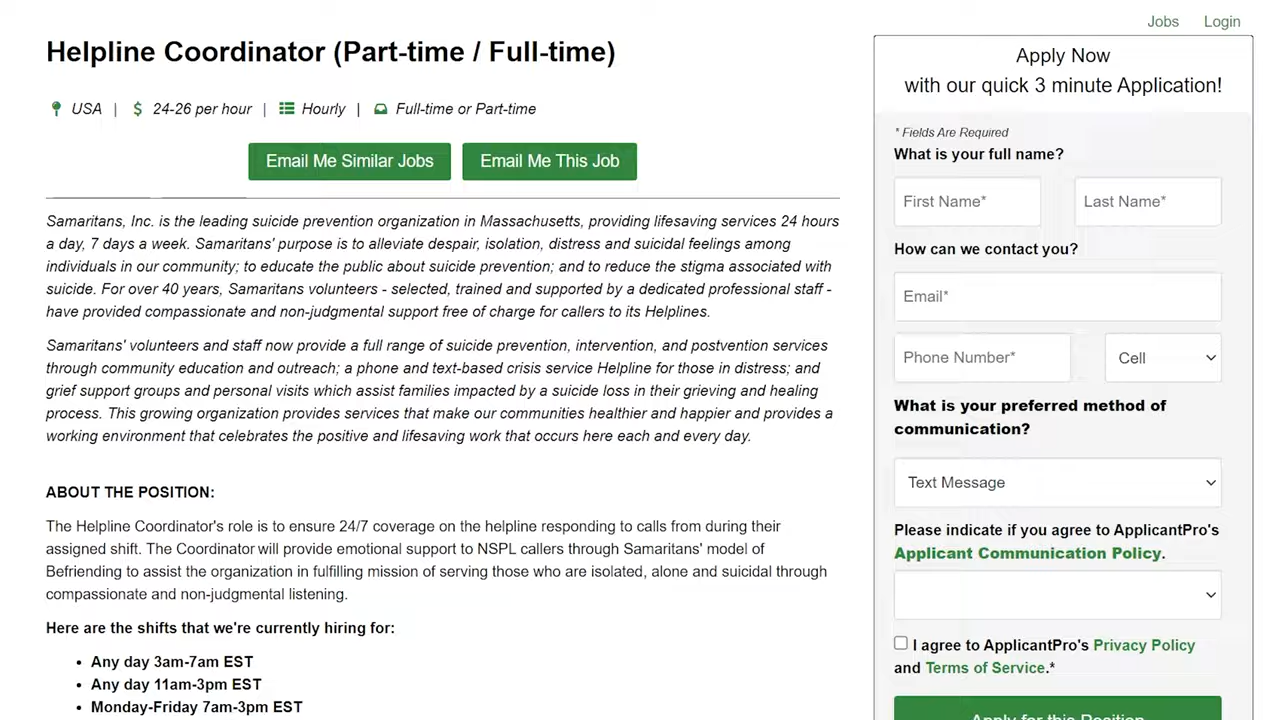 Jobs Login
Helpline Coordinator (Part-time / Full-time)
USA | $ 24-26 per hour | Hourly | Full-time or Part-time
Email Me Similar Jobs Email Me This Job
Samaritans, Inc. is the leading suicide prevention organization in Massachusetts, providing lifesaving services 24 hours
a day, 7 days a week. Samaritans' purpose is to alleviate despair, isolation, distress and suicidal feelings among
individuals in our community; to educate the public about suicide prevention; and to reduce the stigma associated with
suicide. For over 40 years, Samaritans volunteers - selected, trained and supported by a dedicated professional staff -
have provided compassionate and non-judgmental support free of charge for callers to its Helplines.
Samaritans' volunteers and staff now provide a full range of suicide prevention, intervention, and postvention services
through community education and outreach; a phone and text-based crisis service Helpline for those in distress; and
grief support groups and personal visits which assist families impacted by a suicide loss in their grieving and healing
process. This growing organization provides services that make our communities healthier and happier and provides a
working environment that celebrates the positive and lifesaving work that occurs here each and every day.
ABOUT THE POSITION:
The Helpline Coordinator's role is to ensure 24/7 coverage on the helpline responding to calls from during their
assigned shift. The Coordinator will provide emotional support to NSPL callers through Samaritans' model of
Befriending to assist the organization in fulfilling mission of serving those who are isolated, alone and suicidal through
compassionate and non-judgmental listening.
Here are the shifts that we're currently hiring for:
• Any day 3am-7am EST
• Any day 11am-3pm EST
• Monday-Friday 7am-3pm EST
Apply Now
with our quick 3 minute Application!
* Fields Are Required
What is your full name?
First Name* Last Name*
How can we contact you?
Email*
Phone Number* Cell
What is your preferred method of
communication?
Text Message
Please indicate if you agree to ApplicantPro's
Applicant Communication Policy.
I agree to ApplicantPro's Privacy Policy
and Terms of Service.*
Apply for this Position